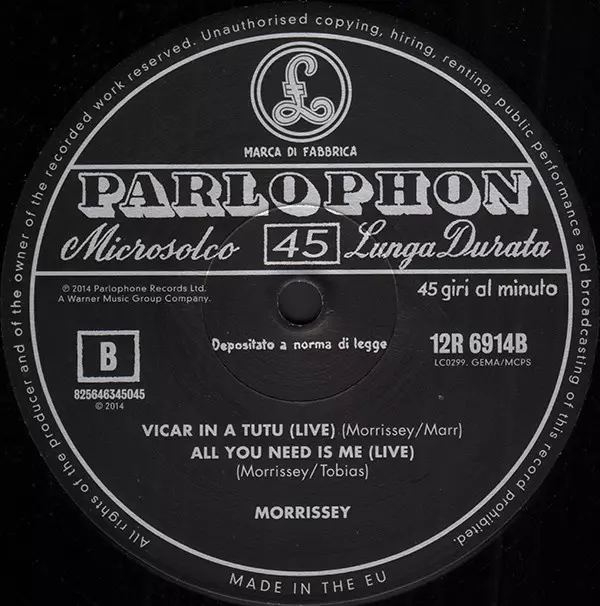 All rights of the producer and of the owner of the recorded work reserved. Unauthorised copying, hiring, renting, public performance and broadcasting of this record prohibited.
£
MARCA DI FABBRICA
PARLOPHON
Microsolco 45 Lunga Durata
℗ 2014 Parlophone Records Ltd.
A Warner Music Group Company.
45 giri al minuto
Depositato a norma di legge
B
825646345045
© 2014
12R 6914B
LC0299. GEMA/MCPS
VICAR IN A TUTU (LIVE) (Morrissey/Marr)
ALL YOU NEED IS ME (LIVE)
(Morrissey/Tobias)
MORRISSEY
MADE IN THE EU